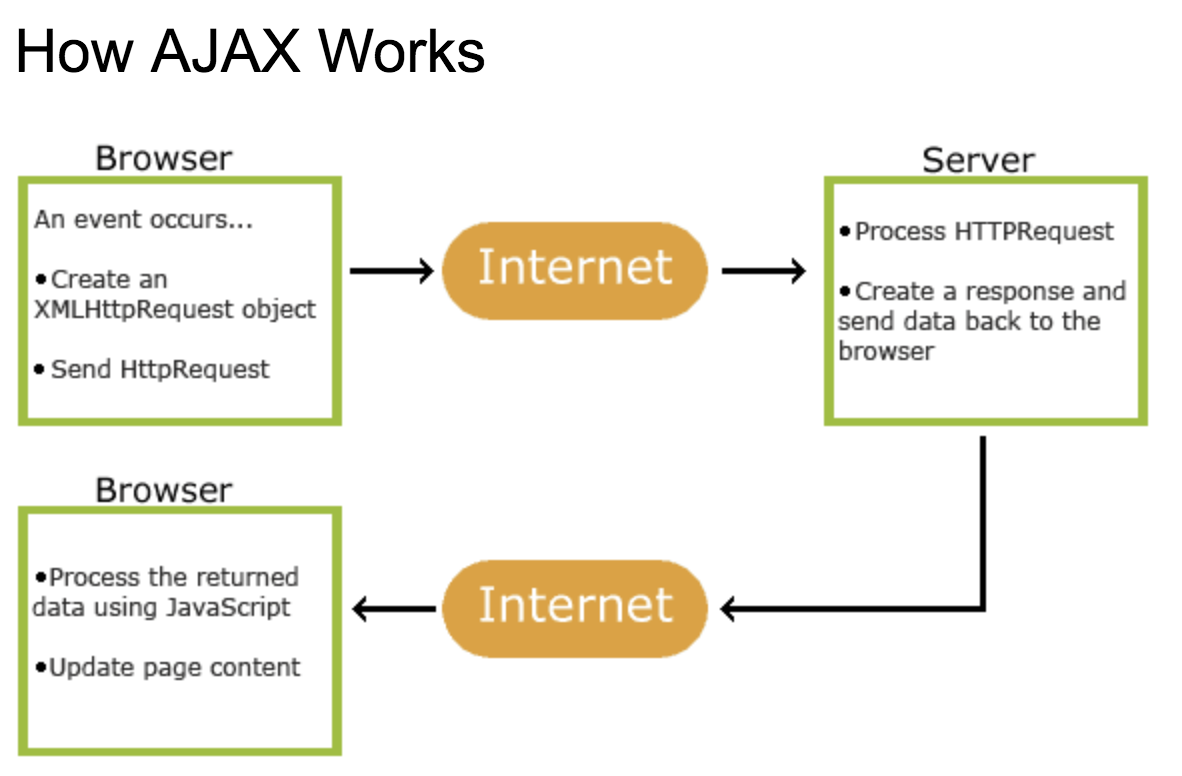 How AJAX Works
Browser
An event occurs...
•Create an
XMLHttpRequest object
• Send HttpRequest
Internet
Server
•Process HTTPRequest
•Create a response and
send data back to the
browser
Internet
Browser
•Process the returned
data using JavaScript
•Update page content